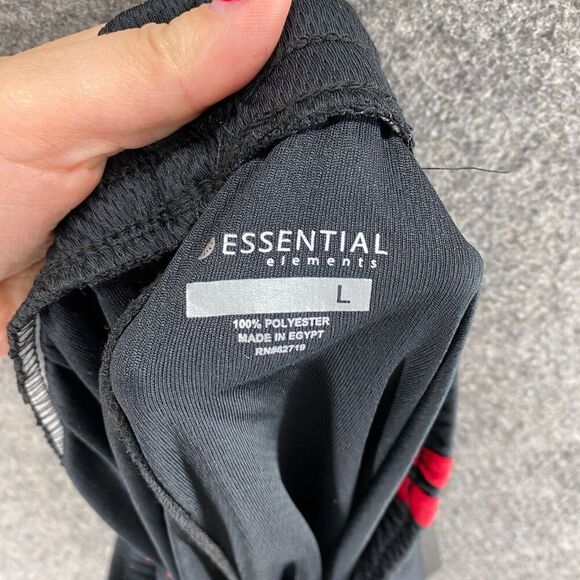 ESSENTIAL
elements
L
100% POLYESTER
MADE IN EGYPT
RN#82719